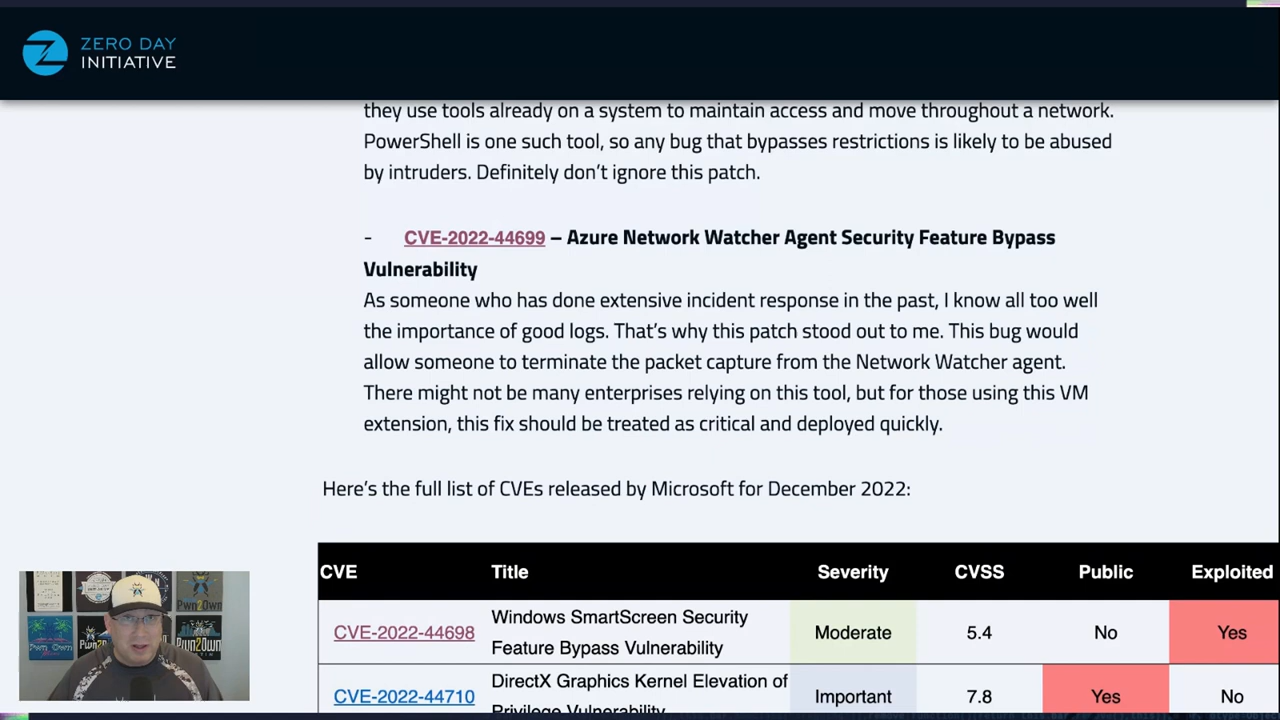 ZERO DAY
INITIATIVE
they use tools already on a system to maintain access and move throughout a network.
PowerShell is one such tool, so any bug that bypasses restrictions is likely to be abused
by intruders. Definitely don’t ignore this patch.
- CVE-2022-44699 – Azure Network Watcher Agent Security Feature Bypass
Vulnerability
As someone who has done extensive incident response in the past, I know all too well
the importance of good logs. That’s why this patch stood out to me. This bug would
allow someone to terminate the packet capture from the Network Watcher agent.
There might not be many enterprises relying on this tool, but for those using this VM
extension, this fix should be treated as critical and deployed quickly.
Here’s the full list of CVEs released by Microsoft for December 2022:
CVE Title Severity CVSS Public Exploited
CVE-2022-44698 Windows SmartScreen Security Feature Bypass Vulnerability Moderate 5.4 No Yes
CVE-2022-44710 DirectX Graphics Kernel Elevation of Privilege Vulnerability Important 7.8 Yes No
Pwn2Own